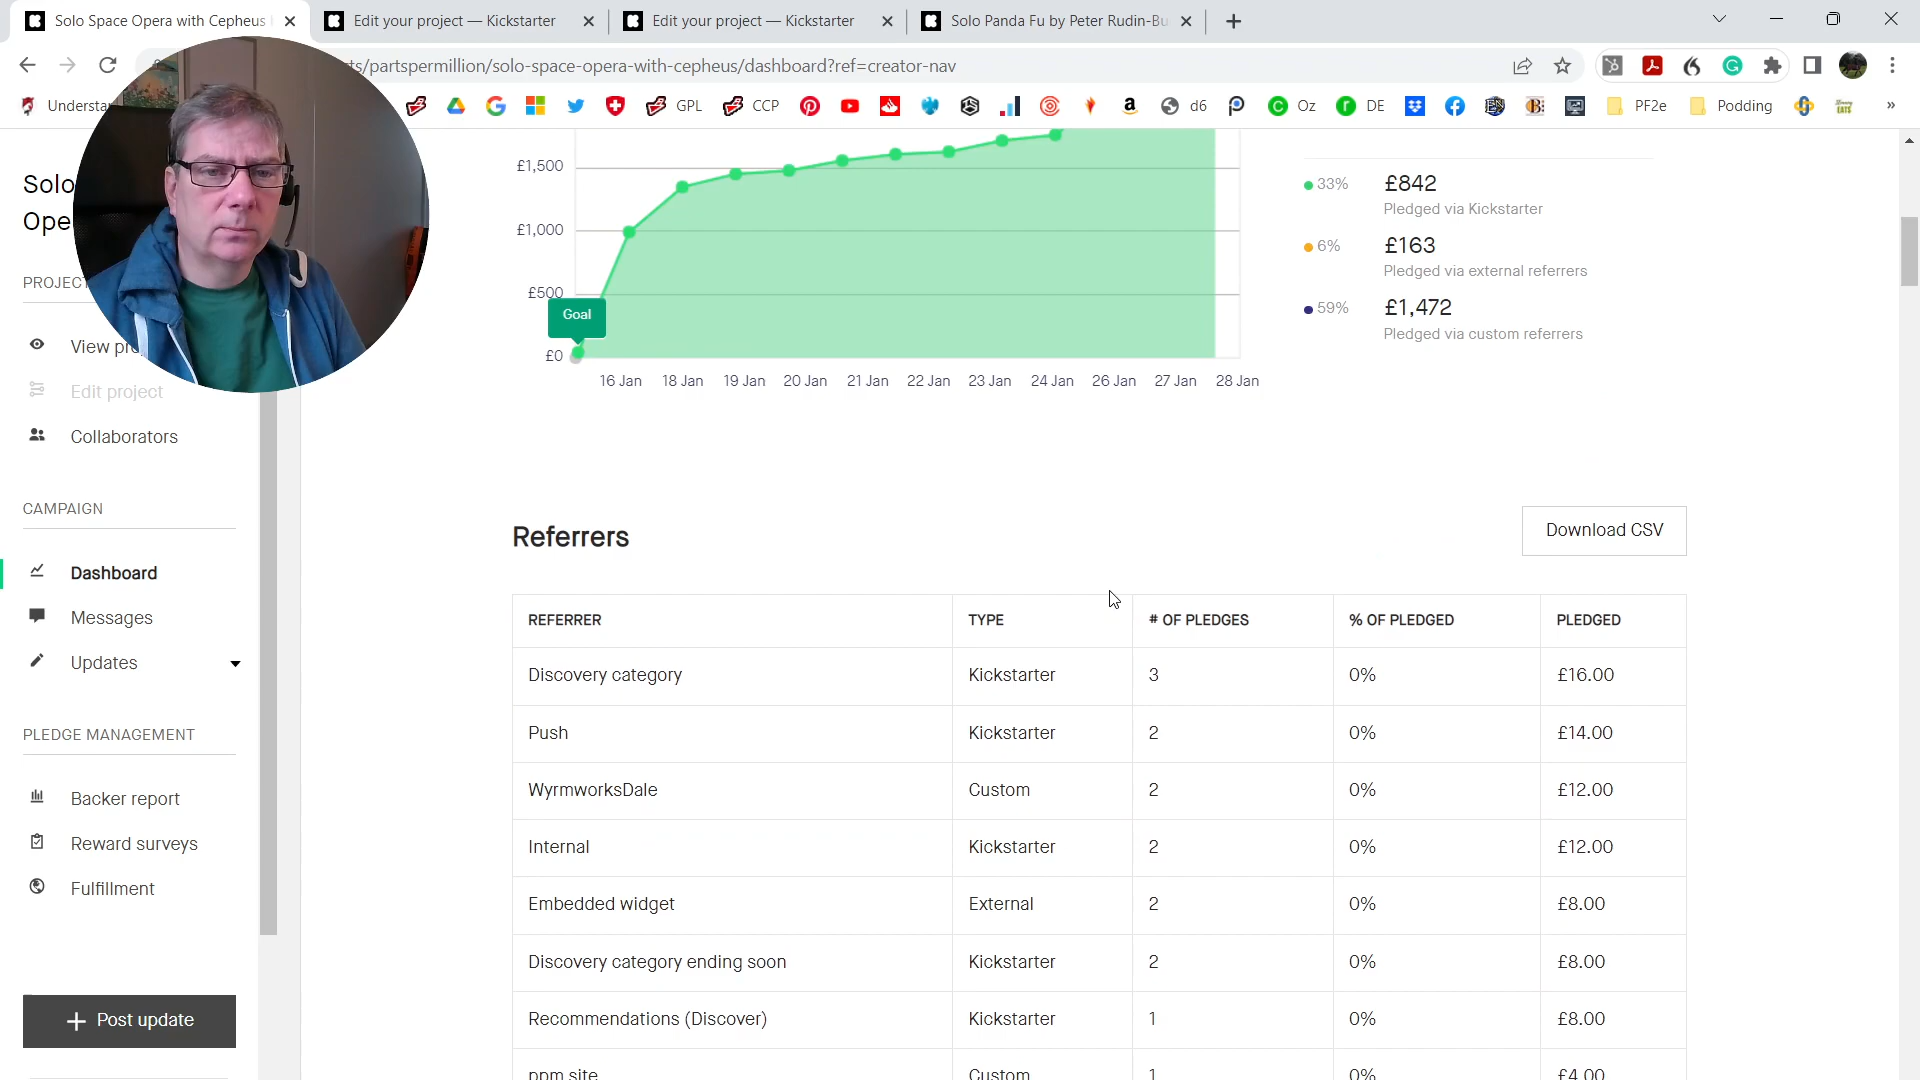 Solo Space Opera with Cepheus
Edit your project — Kickstarter
Edit your project — Kickstarter
Solo Panda Fu by Peter Rudin-Bu
ts/partspermillion/solo-space-opera-with-cepheus/dashboard?ref=creator-nav
Understa
GPL
CCP
d6
Oz
DE
PF2e
Podding
»
Solo
Ope
PROJECT
View pro
Edit project
Collaborators
CAMPAIGN
Dashboard
Messages
Updates
PLEDGE MANAGEMENT
Backer report
Reward surveys
Fulfillment
+ Post update
£1,500
£1,000
£500
£0
Goal
16 Jan 18 Jan 19 Jan 20 Jan 21 Jan 22 Jan 23 Jan 24 Jan 26 Jan 27 Jan 28 Jan
33% £842
Pledged via Kickstarter
6% £163
Pledged via external referrers
59% £1,472
Pledged via custom referrers
Referrers
Download CSV
REFERRER TYPE # OF PLEDGES % OF PLEDGED PLEDGED
Discovery category Kickstarter 3 0% £16.00
Push Kickstarter 2 0% £14.00
WyrmworksDale Custom 2 0% £12.00
Internal Kickstarter 2 0% £12.00
Embedded widget External 2 0% £8.00
Discovery category ending soon Kickstarter 2 0% £8.00
Recommendations (Discover) Kickstarter 1 0% £8.00
ppm site Custom 1 0% £4.00